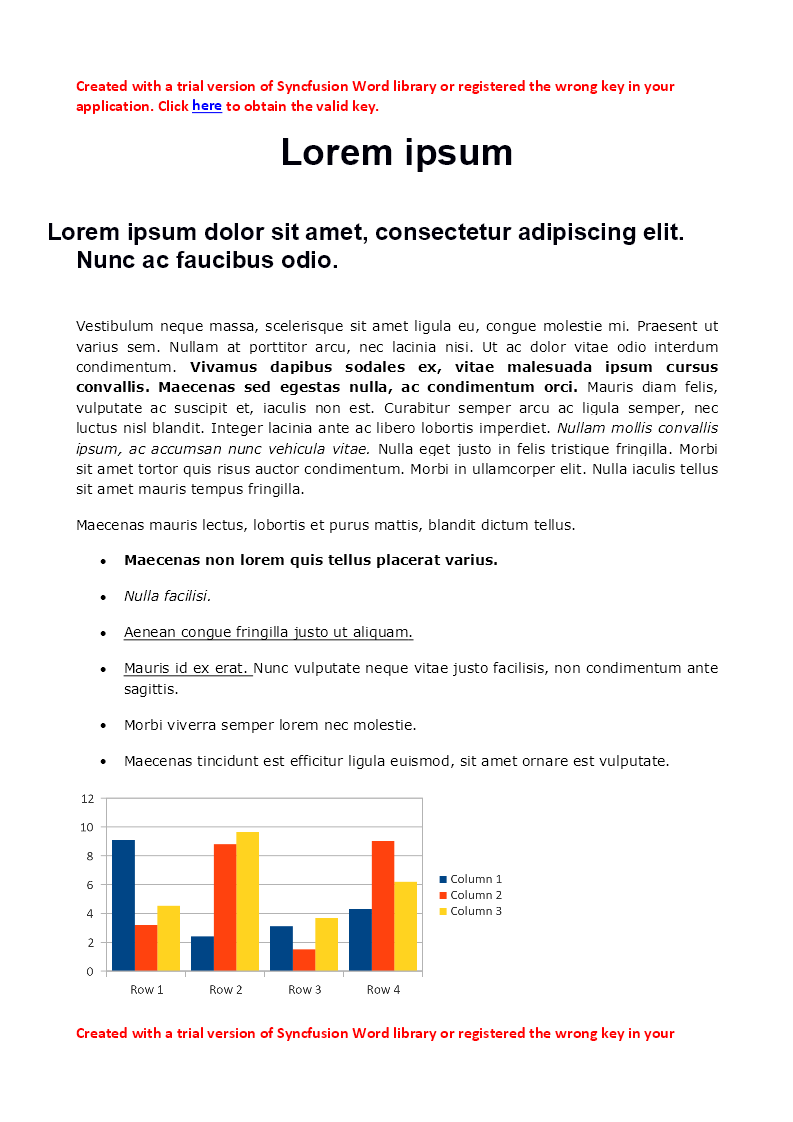 Created with a trial version of Syncfusion Word library or registered the wrong key in your
application. Click here to obtain the valid key.
Lorem ipsum
Lorem ipsum dolor sit amet, consectetur adipiscing elit.
Nunc ac faucibus odio.
Vestibulum neque massa, scelerisque sit amet ligula eu, congue molestie mi. Praesent ut
varius sem. Nullam at porttitor arcu, nec lacinia nisi. Ut ac dolor vitae odio interdum
condimentum. Vivamus dapibus sodales ex, vitae malesuada ipsum cursus
convallis. Maecenas sed egestas nulla, ac condimentum orci. Mauris diam felis,
vulputate ac suscipit et, iaculis non est. Curabitur semper arcu ac ligula semper, nec
luctus nisl blandit. Integer lacinia ante ac libero lobortis imperdiet. Nullam mollis convallis
ipsum, ac accumsan nunc vehicula vitae. Nulla eget justo in felis tristique fringilla. Morbi
sit amet tortor quis risus auctor condimentum. Morbi in ullamcorper elit. Nulla iaculis tellus
sit amet mauris tempus fringilla.
Maecenas mauris lectus, lobortis et purus mattis, blandit dictum tellus.
• Maecenas non lorem quis tellus placerat varius.
• Nulla facilisi.
• Aenean congue fringilla justo ut aliquam.
• Mauris id ex erat. Nunc vulputate neque vitae justo facilisis, non condimentum ante
sagittis.
• Morbi viverra semper lorem nec molestie.
• Maecenas tincidunt est efficitur ligula euismod, sit amet ornare est vulputate.
12
10
8
6
4
2
0
Row 1 Row 2 Row 3 Row 4
Column 1
Column 2
Column 3
Created with a trial version of Syncfusion Word library or registered the wrong key in your